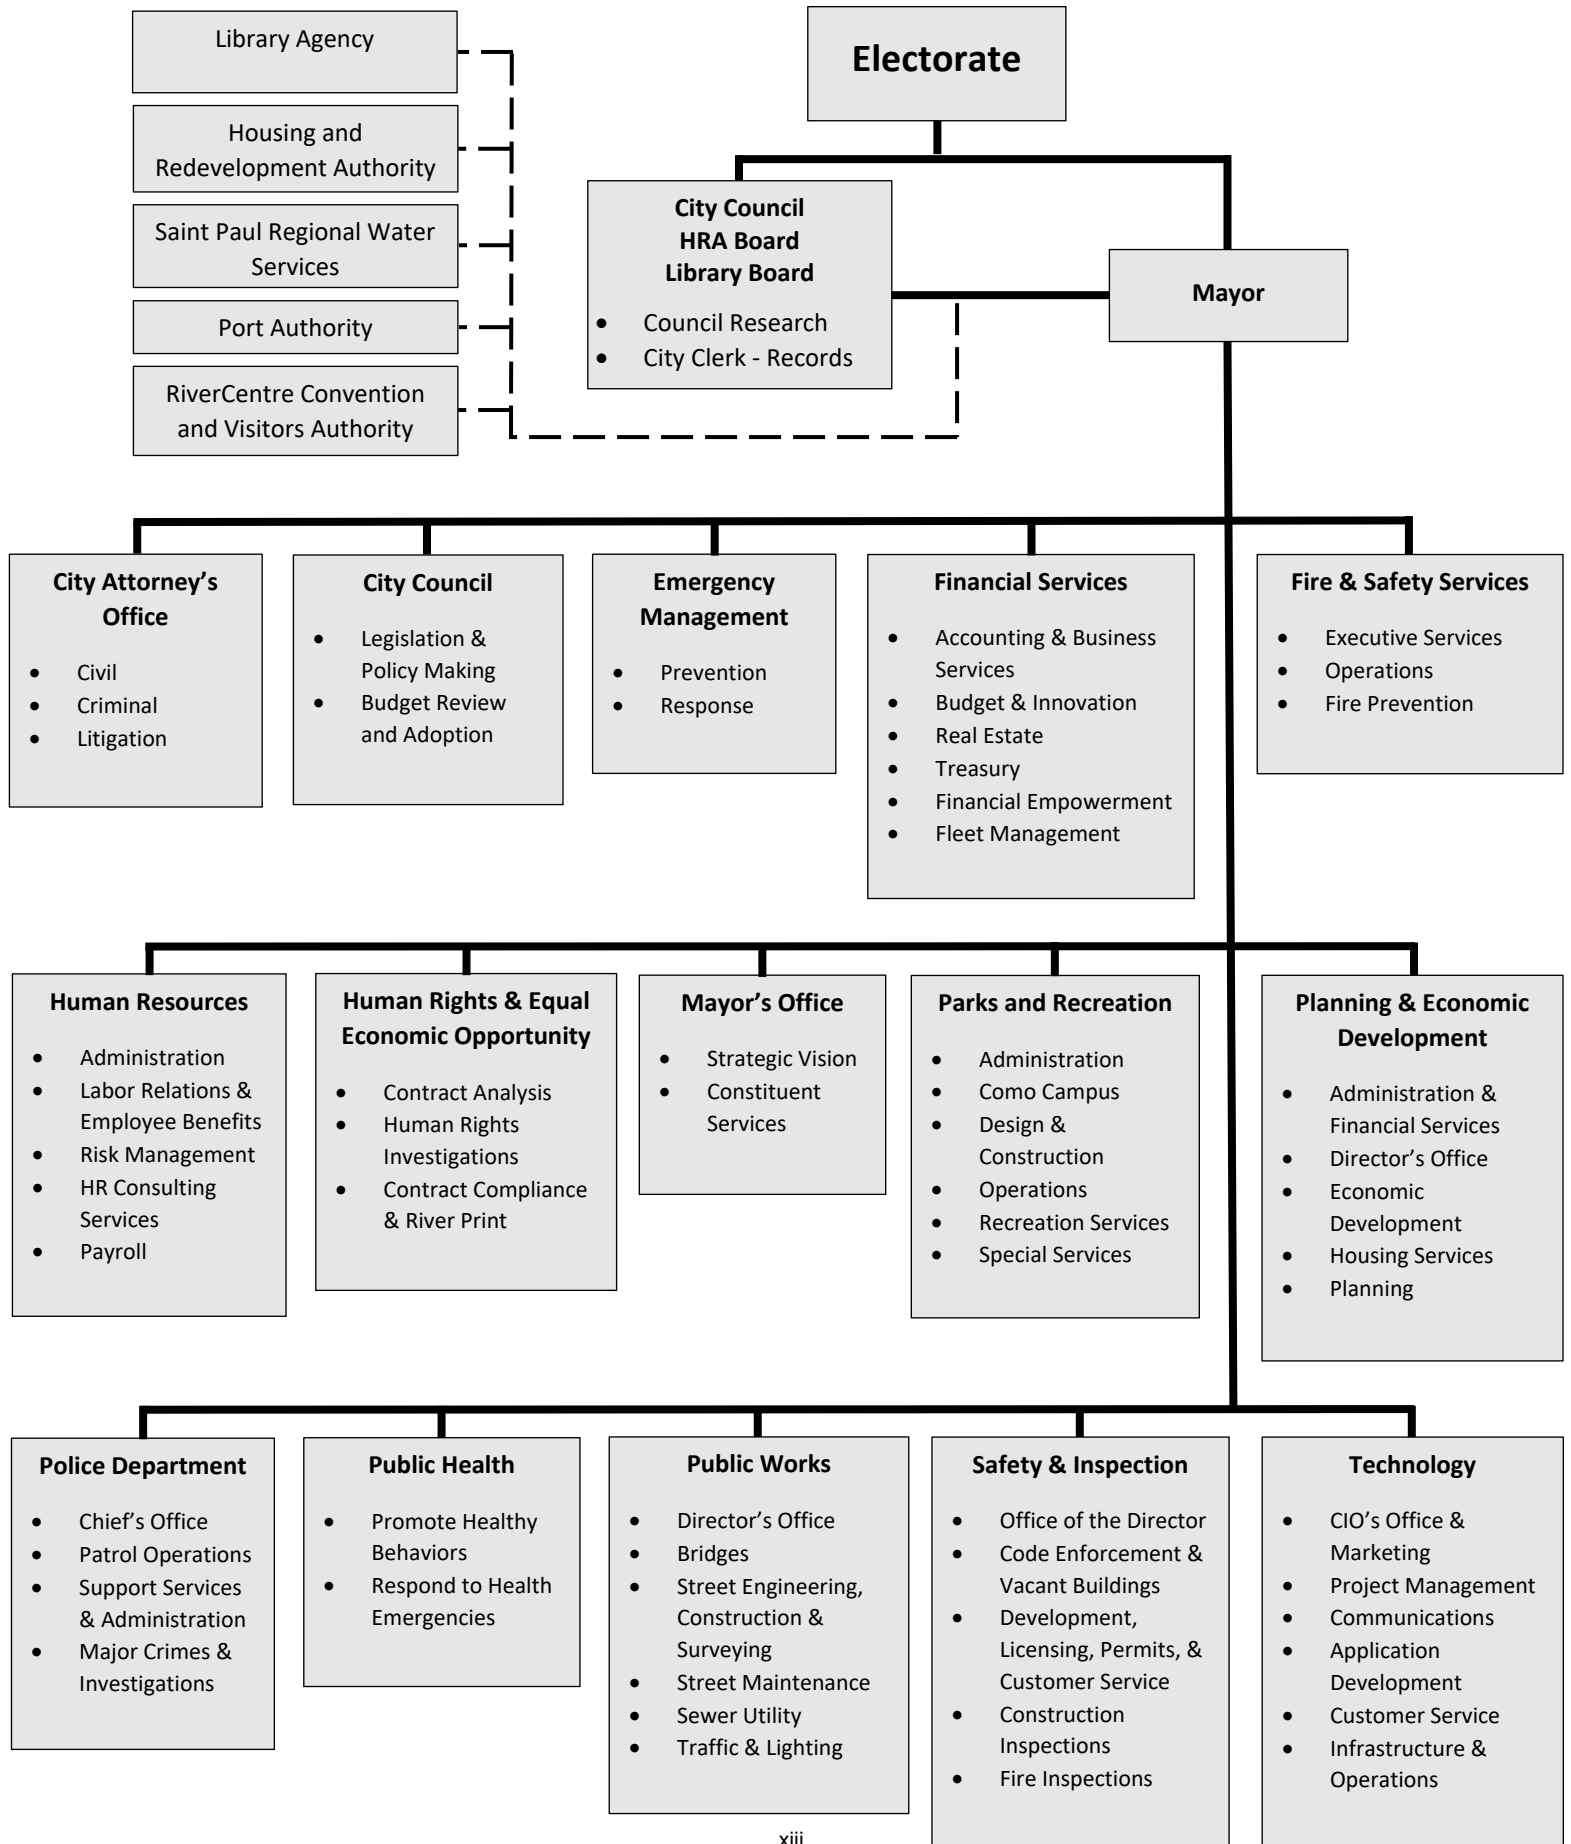 Library Agency
Housing and
Redevelopment Authority
Saint Paul Regional Water
Services
Port Authority
RiverCentre Convention
and Visitors Authority
Electorate
City Council
HRA Board
Library Board
• Council Research
• City Clerk - Records
Mayor
City Attorney’s
Office
• Civil
• Criminal
• Litigation
City Council
• Legislation &
Policy Making
• Budget Review
and Adoption
Emergency
Management
• Prevention
• Response
Financial Services
• Accounting & Business
Services
• Budget & Innovation
• Real Estate
• Treasury
• Financial Empowerment
• Fleet Management
Fire & Safety Services
• Executive Services
• Operations
• Fire Prevention
Human Resources
• Administration
• Labor Relations &
Employee Benefits
• Risk Management
• HR Consulting
Services
• Payroll
Human Rights & Equal
Economic Opportunity
• Contract Analysis
• Human Rights
Investigations
• Contract Compliance
& River Print
Mayor’s Office
• Strategic Vision
• Constituent
Services
Parks and Recreation
• Administration
• Como Campus
• Design &
Construction
• Operations
• Recreation Services
• Special Services
Planning & Economic
Development
• Administration &
Financial Services
• Director’s Office
• Economic
Development
• Housing Services
• Planning
Police Department
• Chief’s Office
• Patrol Operations
• Support Services
& Administration
• Major Crimes &
Investigations
Public Health
• Promote Healthy
Behaviors
• Respond to Health
Emergencies
Public Works
• Director’s Office
• Bridges
• Street Engineering,
Construction &
Surveying
• Street Maintenance
• Sewer Utility
• Traffic & Lighting
Safety & Inspection
• Office of the Director
• Code Enforcement &
Vacant Buildings
• Development,
Licensing, Permits, &
Customer Service
• Construction
Inspections
• Fire Inspections
Technology
• CIO’s Office &
Marketing
• Project Management
• Communications
• Application
Development
• Customer Service
• Infrastructure &
Operations
xiii